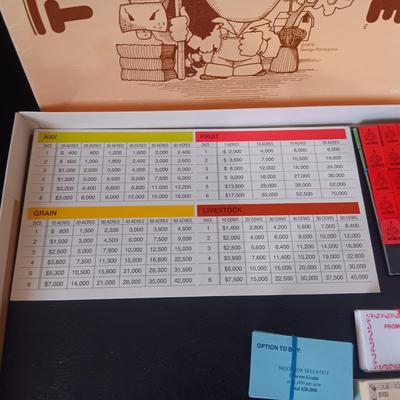 ©1979
HAY
DICE 10 ACRES 20 ACRES 30 ACRES 40 ACRES 50 ACRES 60 ACRES
1 $ 400 800 1,200 1,600 2,000 2,400
2 $ 600 1,200 1,800 2,400 3,000 3,600
3 $1,000 2,000 3,000 4,000 5,000 6,000
4 $1,500 3,000 4,500 6,000 7,500 9,000
5 $2,200 4,400 6,600 8,800 11,000 13,200
6 $3,000 6,000 9,000 12,000 15,000 18,000
FRUIT
DICE 5 ACRES 10 ACRES 15 ACRES 20 ACRES
1 $ 2,000 4,000 6,000 8,000
2 $ 3,500 7,000 10,500 14,000
3 $ 6,000 12,000 18,000 24,000
4 $ 9,000 18,000 27,000 36,000
5 $13,000 26,000 39,000 52,000
6 $17,500 35,000 52,500 70,000
GRAIN
DICE 10 ACRES 20 ACRES 30 ACRES 40 ACRES 50 ACRES 60 ACRES
1 $ 800 1,500 2,300 3,000 3,800 4,500
2 $1,500 3,000 4,500 6,000 7,500 9,000
3 $2,500 5,000 7,500 10,000 12,500 15,000
4 $3,800 7,500 11,300 15,000 18,800 22,500
5 $5,300 10,500 15,800 21,000 26,300 31,500
6 $7,000 14,000 21,000 28,000 35,000 42,000
LIVESTOCK
DICE 10 COWS 20 COWS 30 COWS 40 COWS 50 COWS 60 COWS
1 $1,400 2,800 4,200 5,600 7,000 8,400
2 $2,000 4,000 6,000 8,000 10,000 12,000
3 $2,800 5,600 8,400 11,200 14,000 16,800
4 $3,800 7,600 11,400 15,200 19,000 22,800
5 $5,000 10,000 15,000 20,000 25,000 30,000
6 $7,500 15,000 22,500 30,000 37,500 45,000
OPTION TO BUY:
NEIGHBOR SELLS OUT
Grain
per acre
Total $20,000